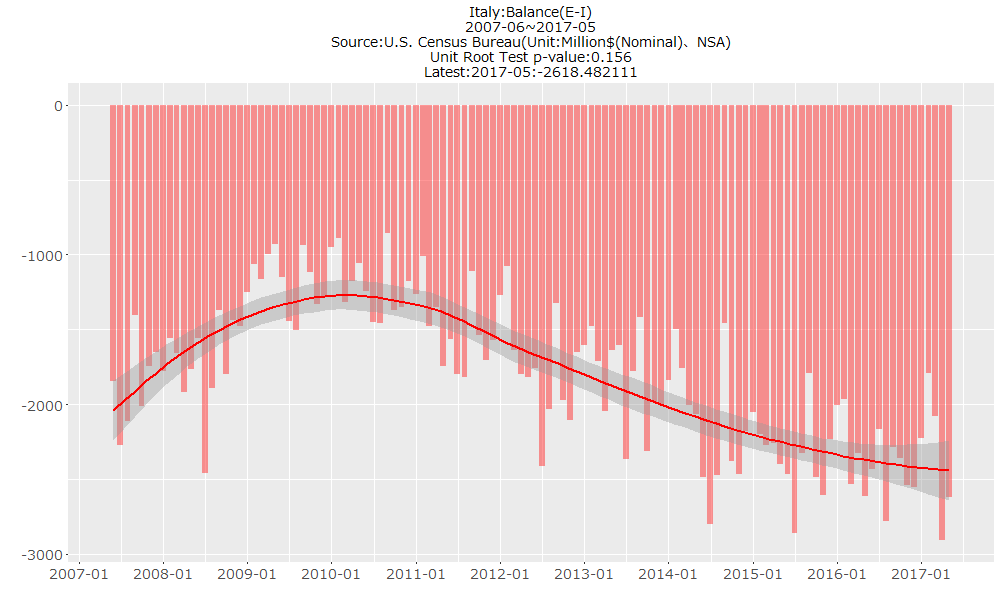 Italy:Balance(E-I)
2007-06~2017-05
Source:U.S. Census Bureau(Unit:Million$(Nominal)、NSA)
Unit Root Test p-value:0.156
Latest:2017-05:-2618.482111
0
-1000
-2000
-3000
2007-01 2008-01 2009-01 2010-01 2011-01 2012-01 2013-01 2014-01 2015-01 2016-01 2017-01